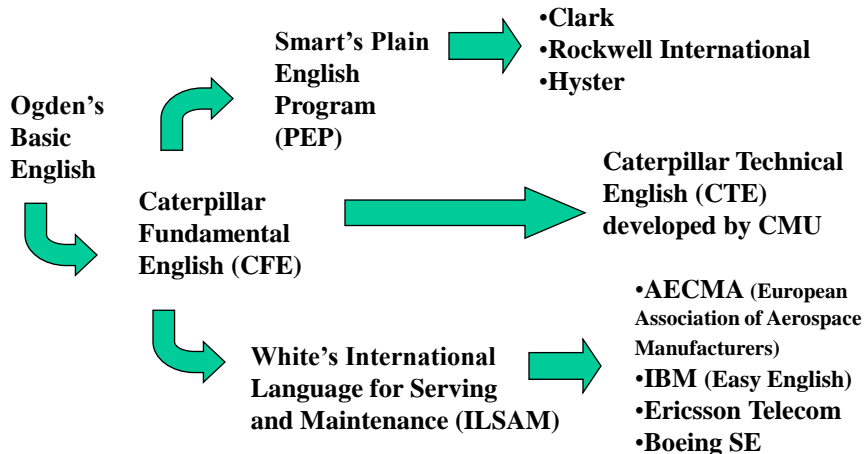 Ogden's
Basic
English
Smart's Plain
English
Program
(PEP)
•Clark
•Rockwell International
•Hyster
Caterpillar
Fundamental
English (CFE)
Caterpillar Technical
English (CTE)
developed by CMU
White's International
Language for Serving
and Maintenance (ILSAM)
•AECMA (European
Association of Aerospace
Manufacturers)
•IBM (Easy English)
•Ericsson Telecom
•Boeing SE